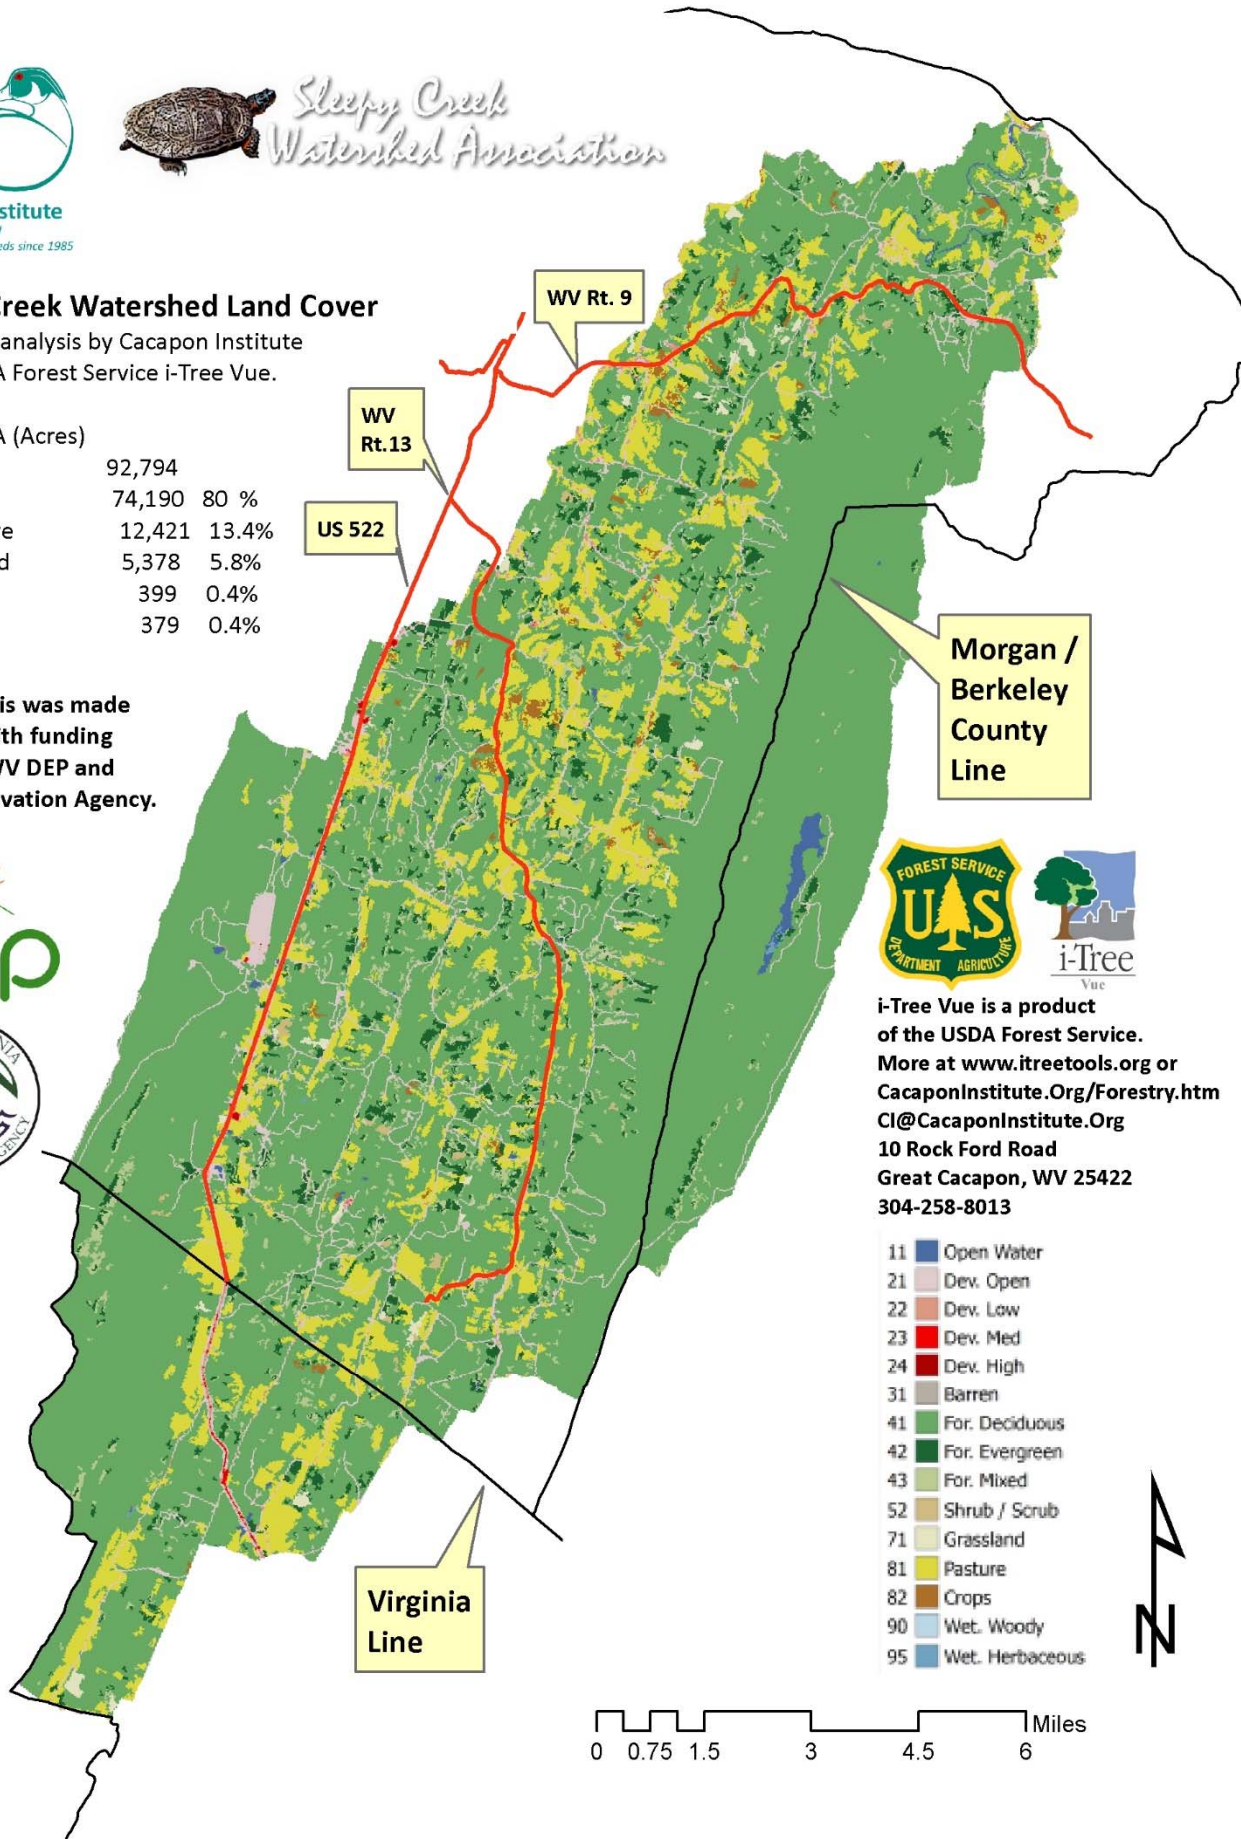 Sleepy Creek
Watershed Association
stitute
eds since 1985
reek Watershed Land Cover
analysis by Cacapon Institute
A Forest Service i-Tree Vue.
A (Acres)
92,794
74,190 80 %
e 12,421 13.4%
d 5,378 5.8%
399 0.4%
379 0.4%
is was made
th funding
WV DEP and
vation Agency.
p
NIA
GENCY
WV Rt. 9
WV
Rt.13
US 522
Morgan /
Berkeley
County
Line
FOREST SERVICE
US
DEPARTMENT AGRICULTURE
i-Tree
Vue
i-Tree Vue is a product
of the USDA Forest Service.
More at www.itreetools.org or
CacaponInstitute.Org/Forestry.htm
CI@CacaponInstitute.Org
10 Rock Ford Road
Great Cacapon, WV 25422
304-258-8013
11 Open Water
21 Dev. Open
22 Dev. Low
23 Dev. Med
24 Dev. High
31 Barren
41 For. Deciduous
42 For. Evergreen
43 For. Mixed
52 Shrub / Scrub
71 Grassland
81 Pasture
82 Crops
90 Wet. Woody
95 Wet. Herbaceous
N
Virginia
Line
Miles
0 0.75 1.5 3 4.5 6